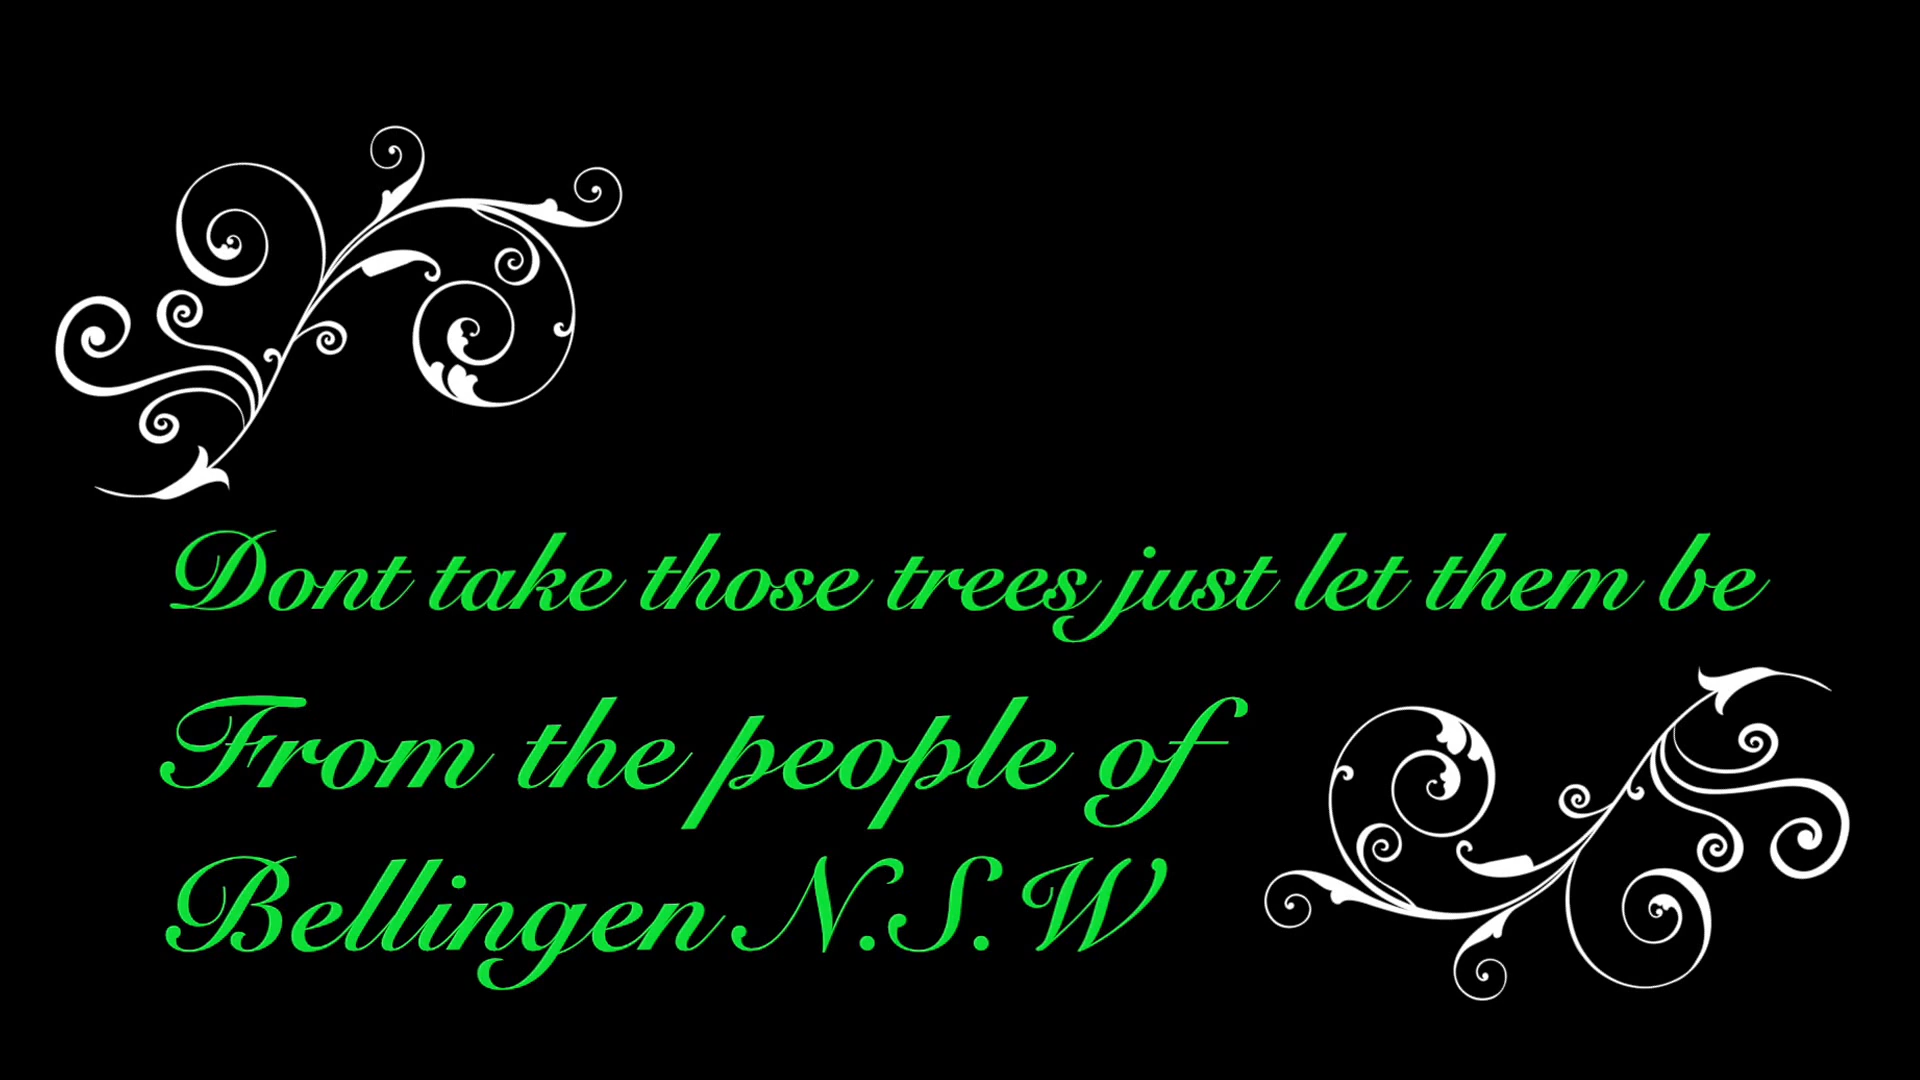 Dont take those trees just let them be
From the people of
Bellingen N.S.W